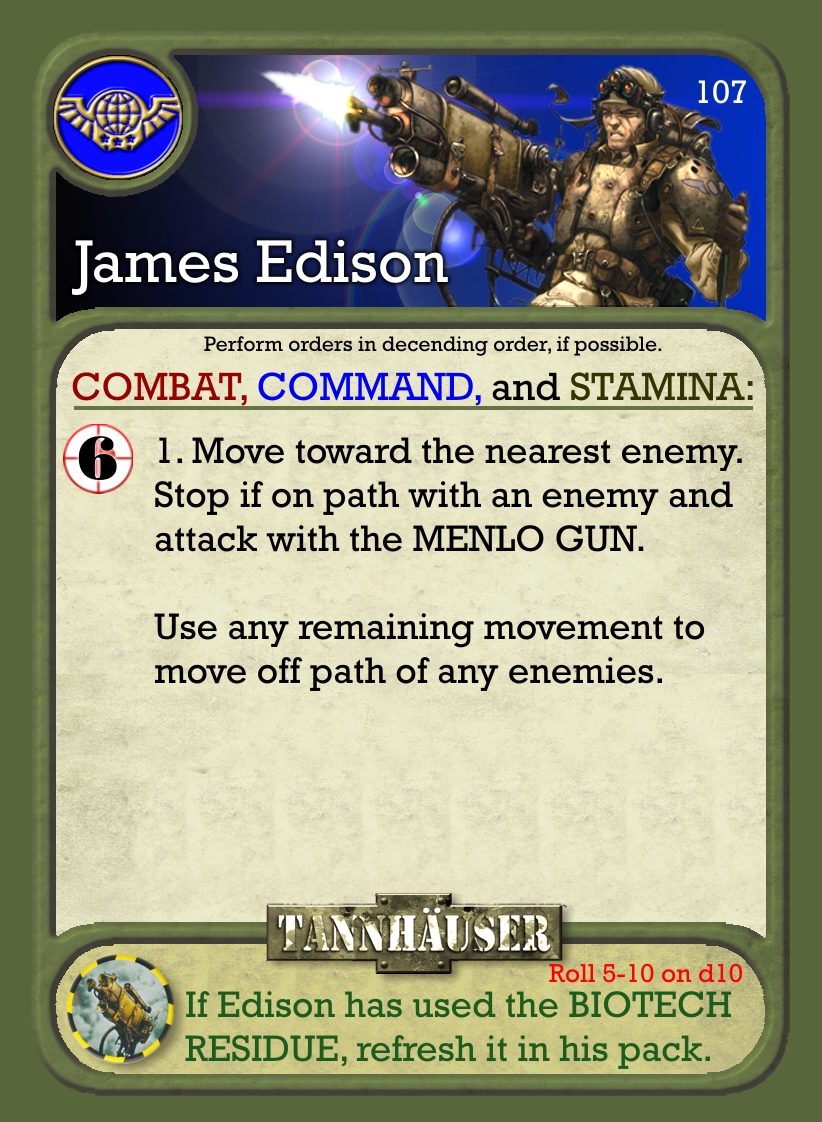 107
James Edison
Perform orders in decending order, if possible.
COMBAT, COMMAND, and STAMINA:
6
1. Move toward the nearest enemy.
Stop if on path with an enemy and
attack with the MENLO GUN.
Use any remaining movement to
move off path of any enemies.
TANNHÄUSER
Roll 5-10 on d10
If Edison has used the BIOTECH
RESIDUE, refresh it in his pack.